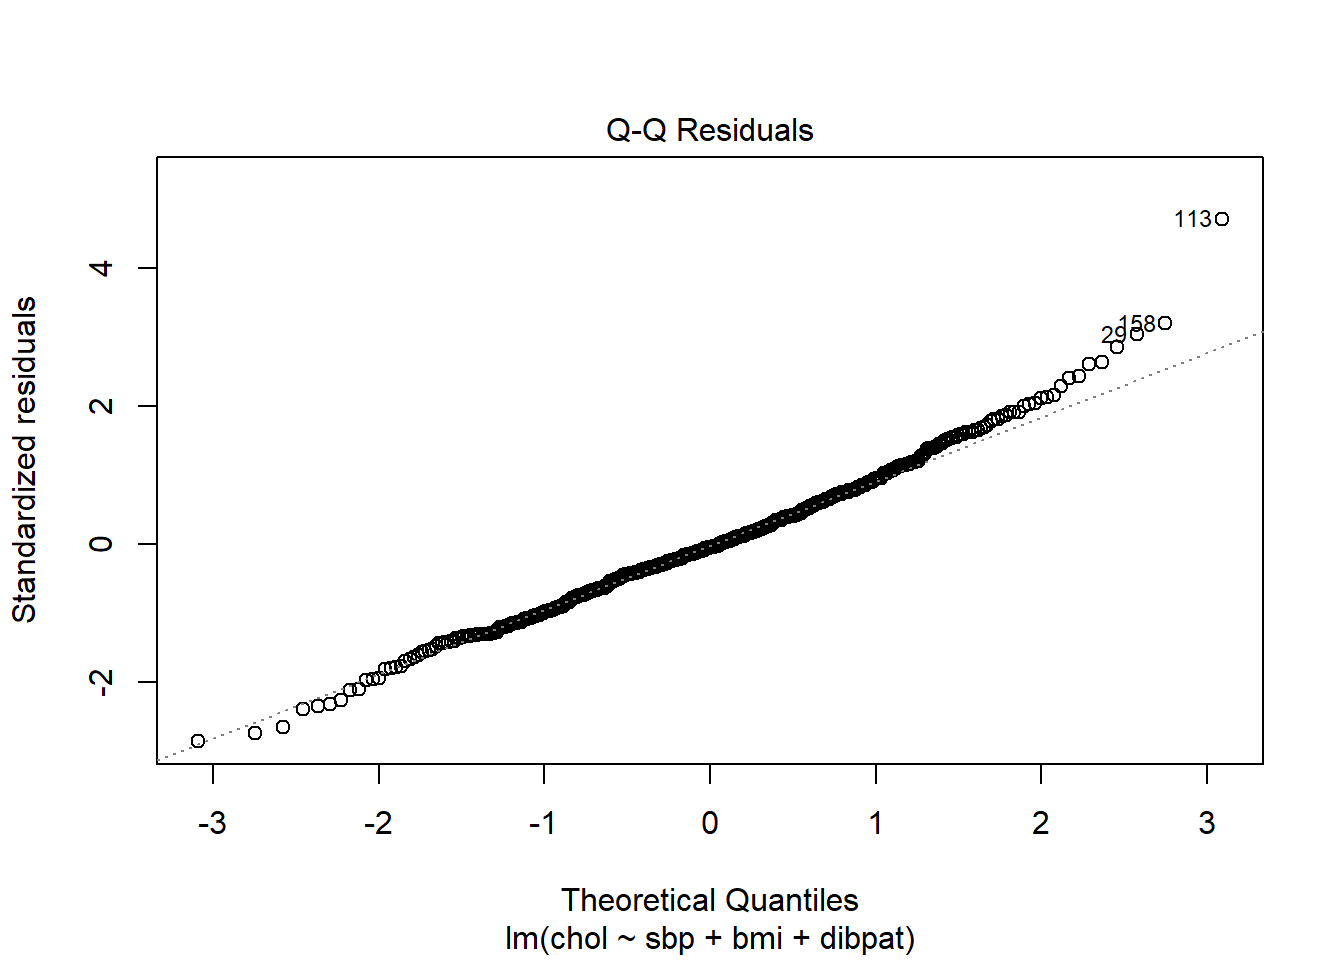 Q-Q Residuals
113
158
29
Standardized residuals
4
2
0
-2
-3 -2 -1 0 1 2 3
Theoretical Quantiles
lm(chol ~ sbp + bmi + dibpat)